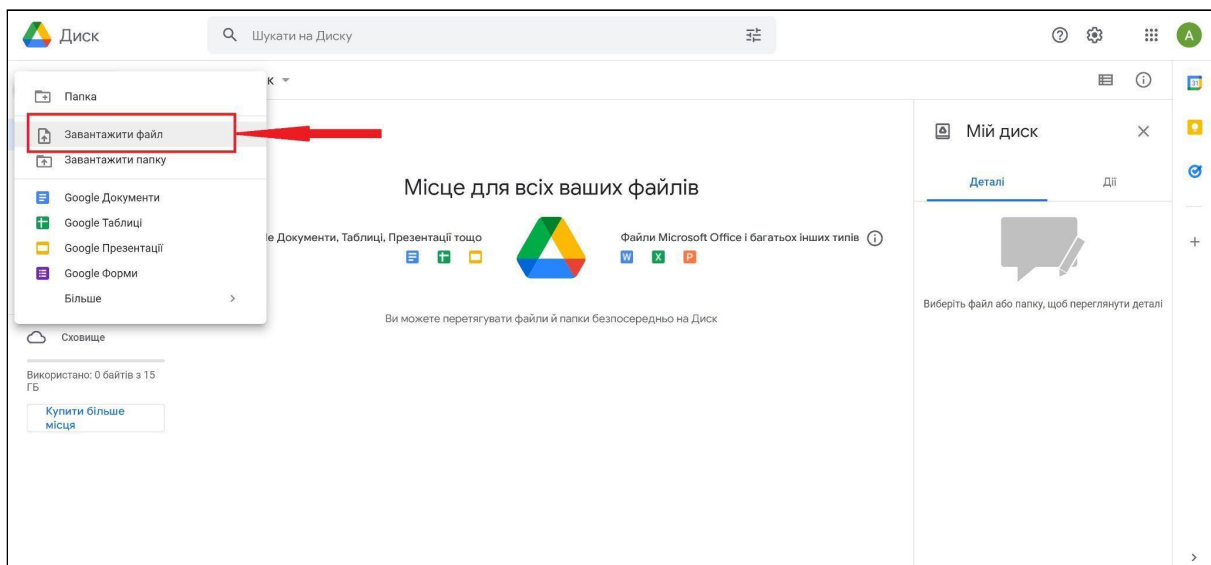 Диск
Шукати на Диску
A
к
Папка
Завантажити файл
Завантажити папку
Google Документи
Google Таблиці
Google Презентації
Google Форми
Більше
Сховище
Використано: 0 байтів з 15
ГБ
Купити більше
місця
Місце для всіх ваших файлів
le Документи, Таблиці, Презентації тощо
Файли Microsoft Office і багатьох інших типів
W X P
Ви можете перетягувати файли й папки безпосередньо на Диск
Мій диск
Деталі Дії
Виберіть файл або папку, щоб переглянути деталі
31